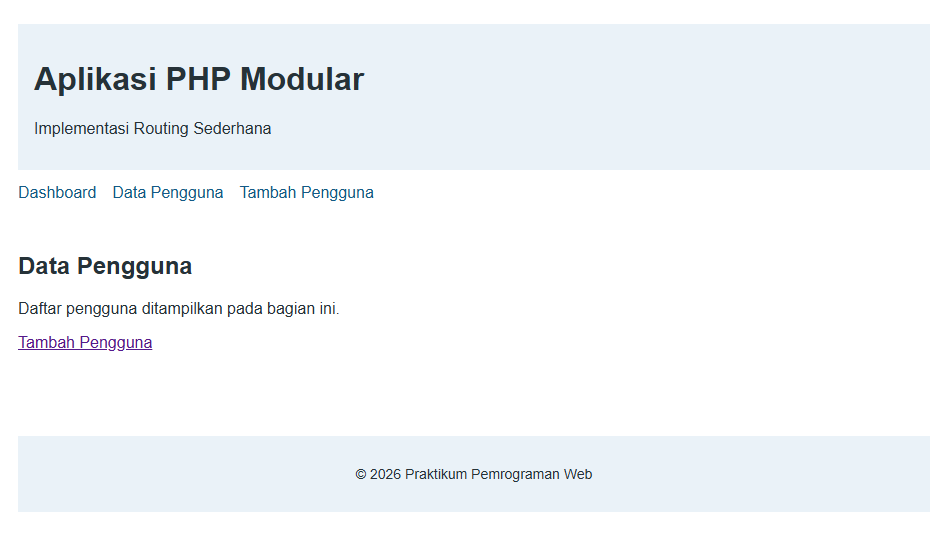 Aplikasi PHP Modular
Implementasi Routing Sederhana
Dashboard Data Pengguna Tambah Pengguna
Data Pengguna
Daftar pengguna ditampilkan pada bagian ini.
Tambah Pengguna
© 2026 Praktikum Pemrograman Web